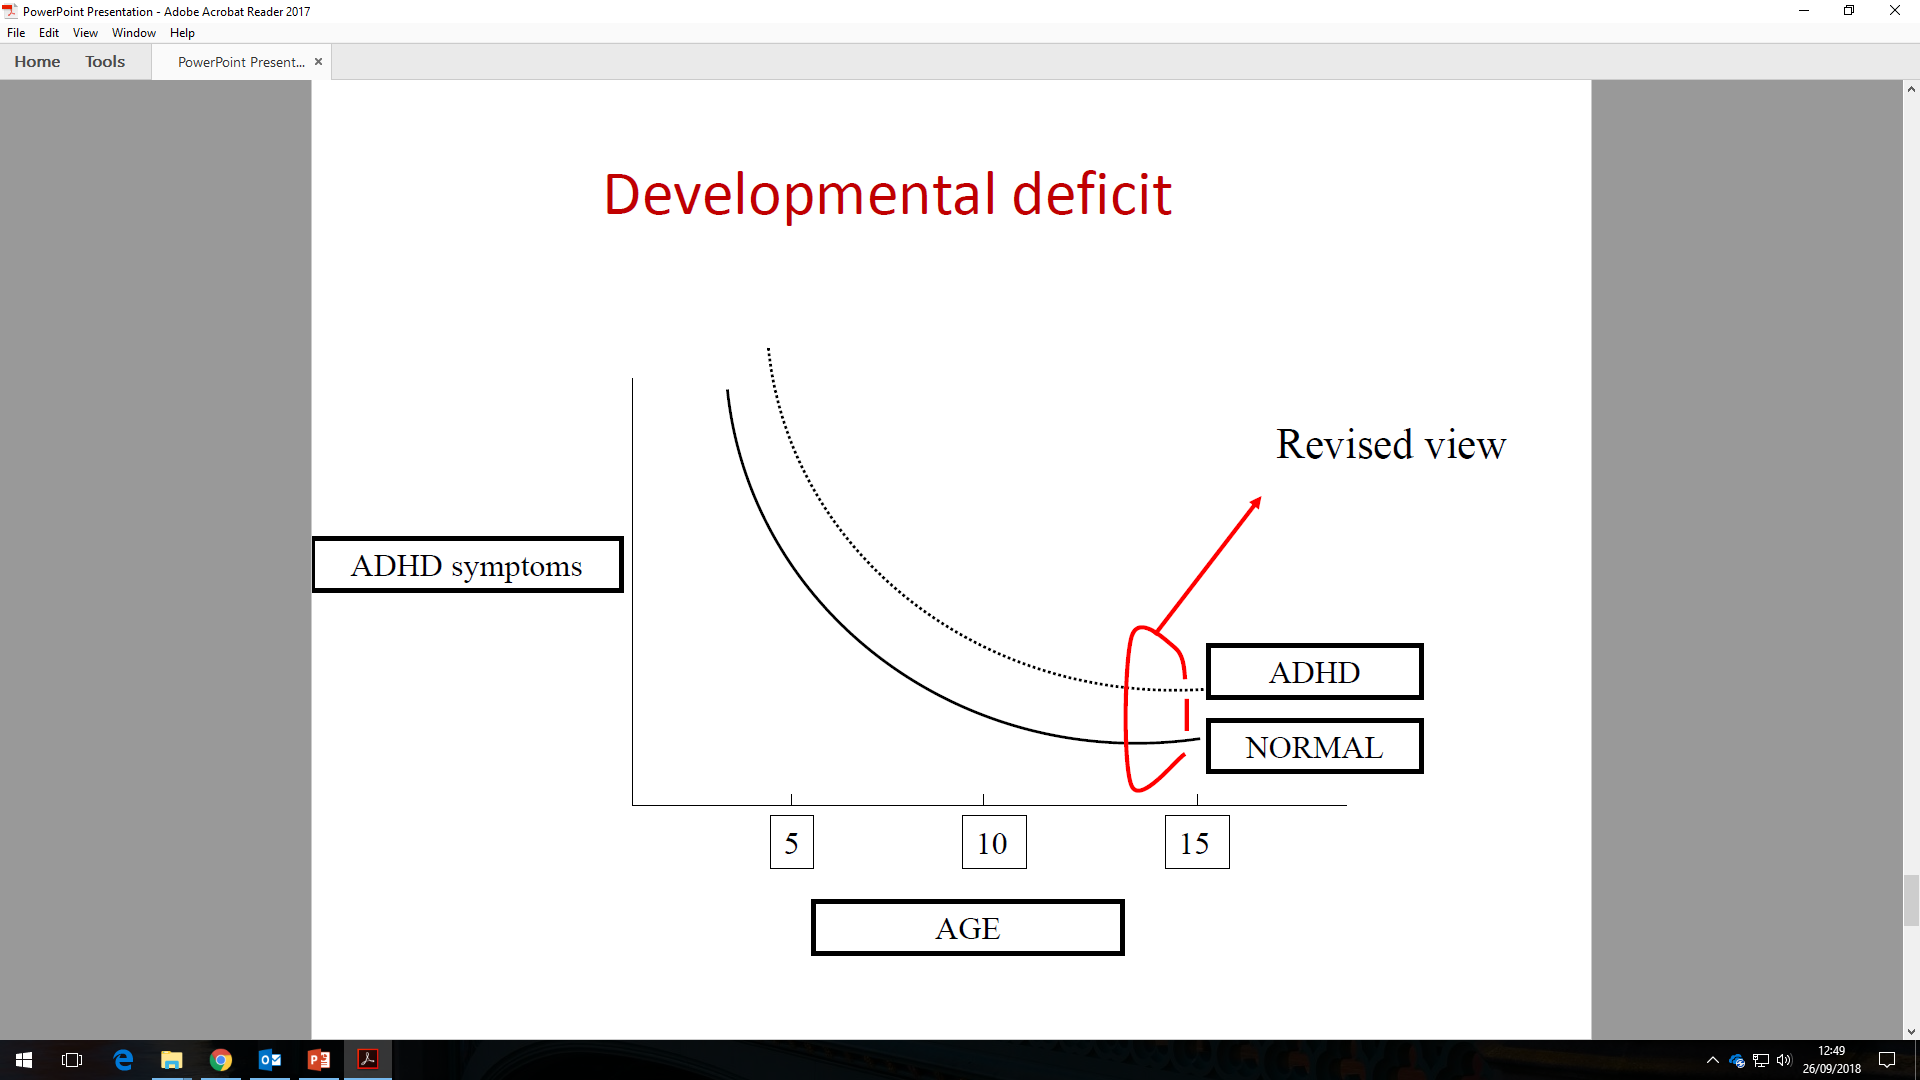 PowerPoint Presentation - Adobe Acrobat Reader 2017
File Edit View Window Help
Home Tools PowerPoint Present... ×
Developmental deficit
Revised view
ADHD symptoms
ADHD
NORMAL
5 10 15
AGE
12:49
26/09/2018